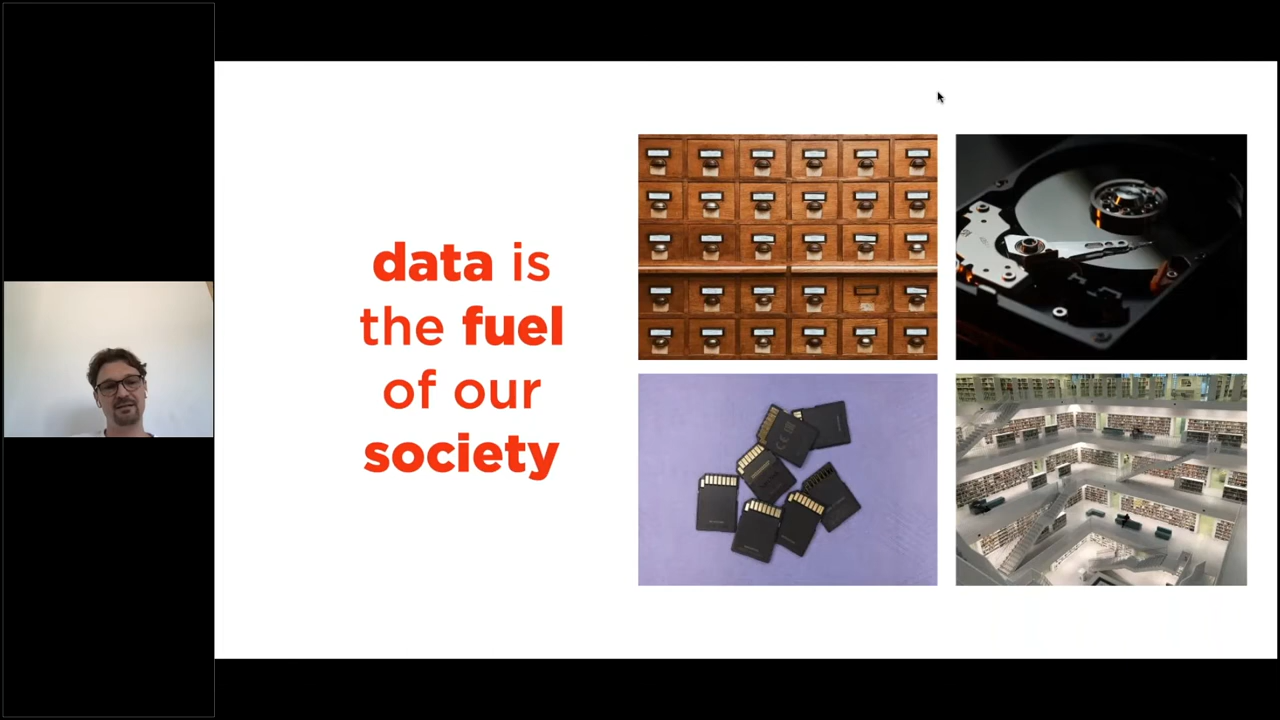 data is
the fuel
of our
society